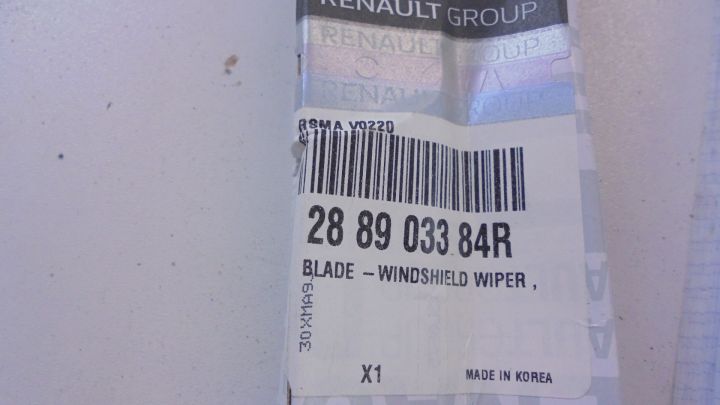 RENAULT GROUP
RENAULT GROUP
RENAULT GROUP
RSMA V0220
28 89 033 84R
BLADE - WINDSHIELD WIPER ,
30XMA9
X1
MADE IN KOREA